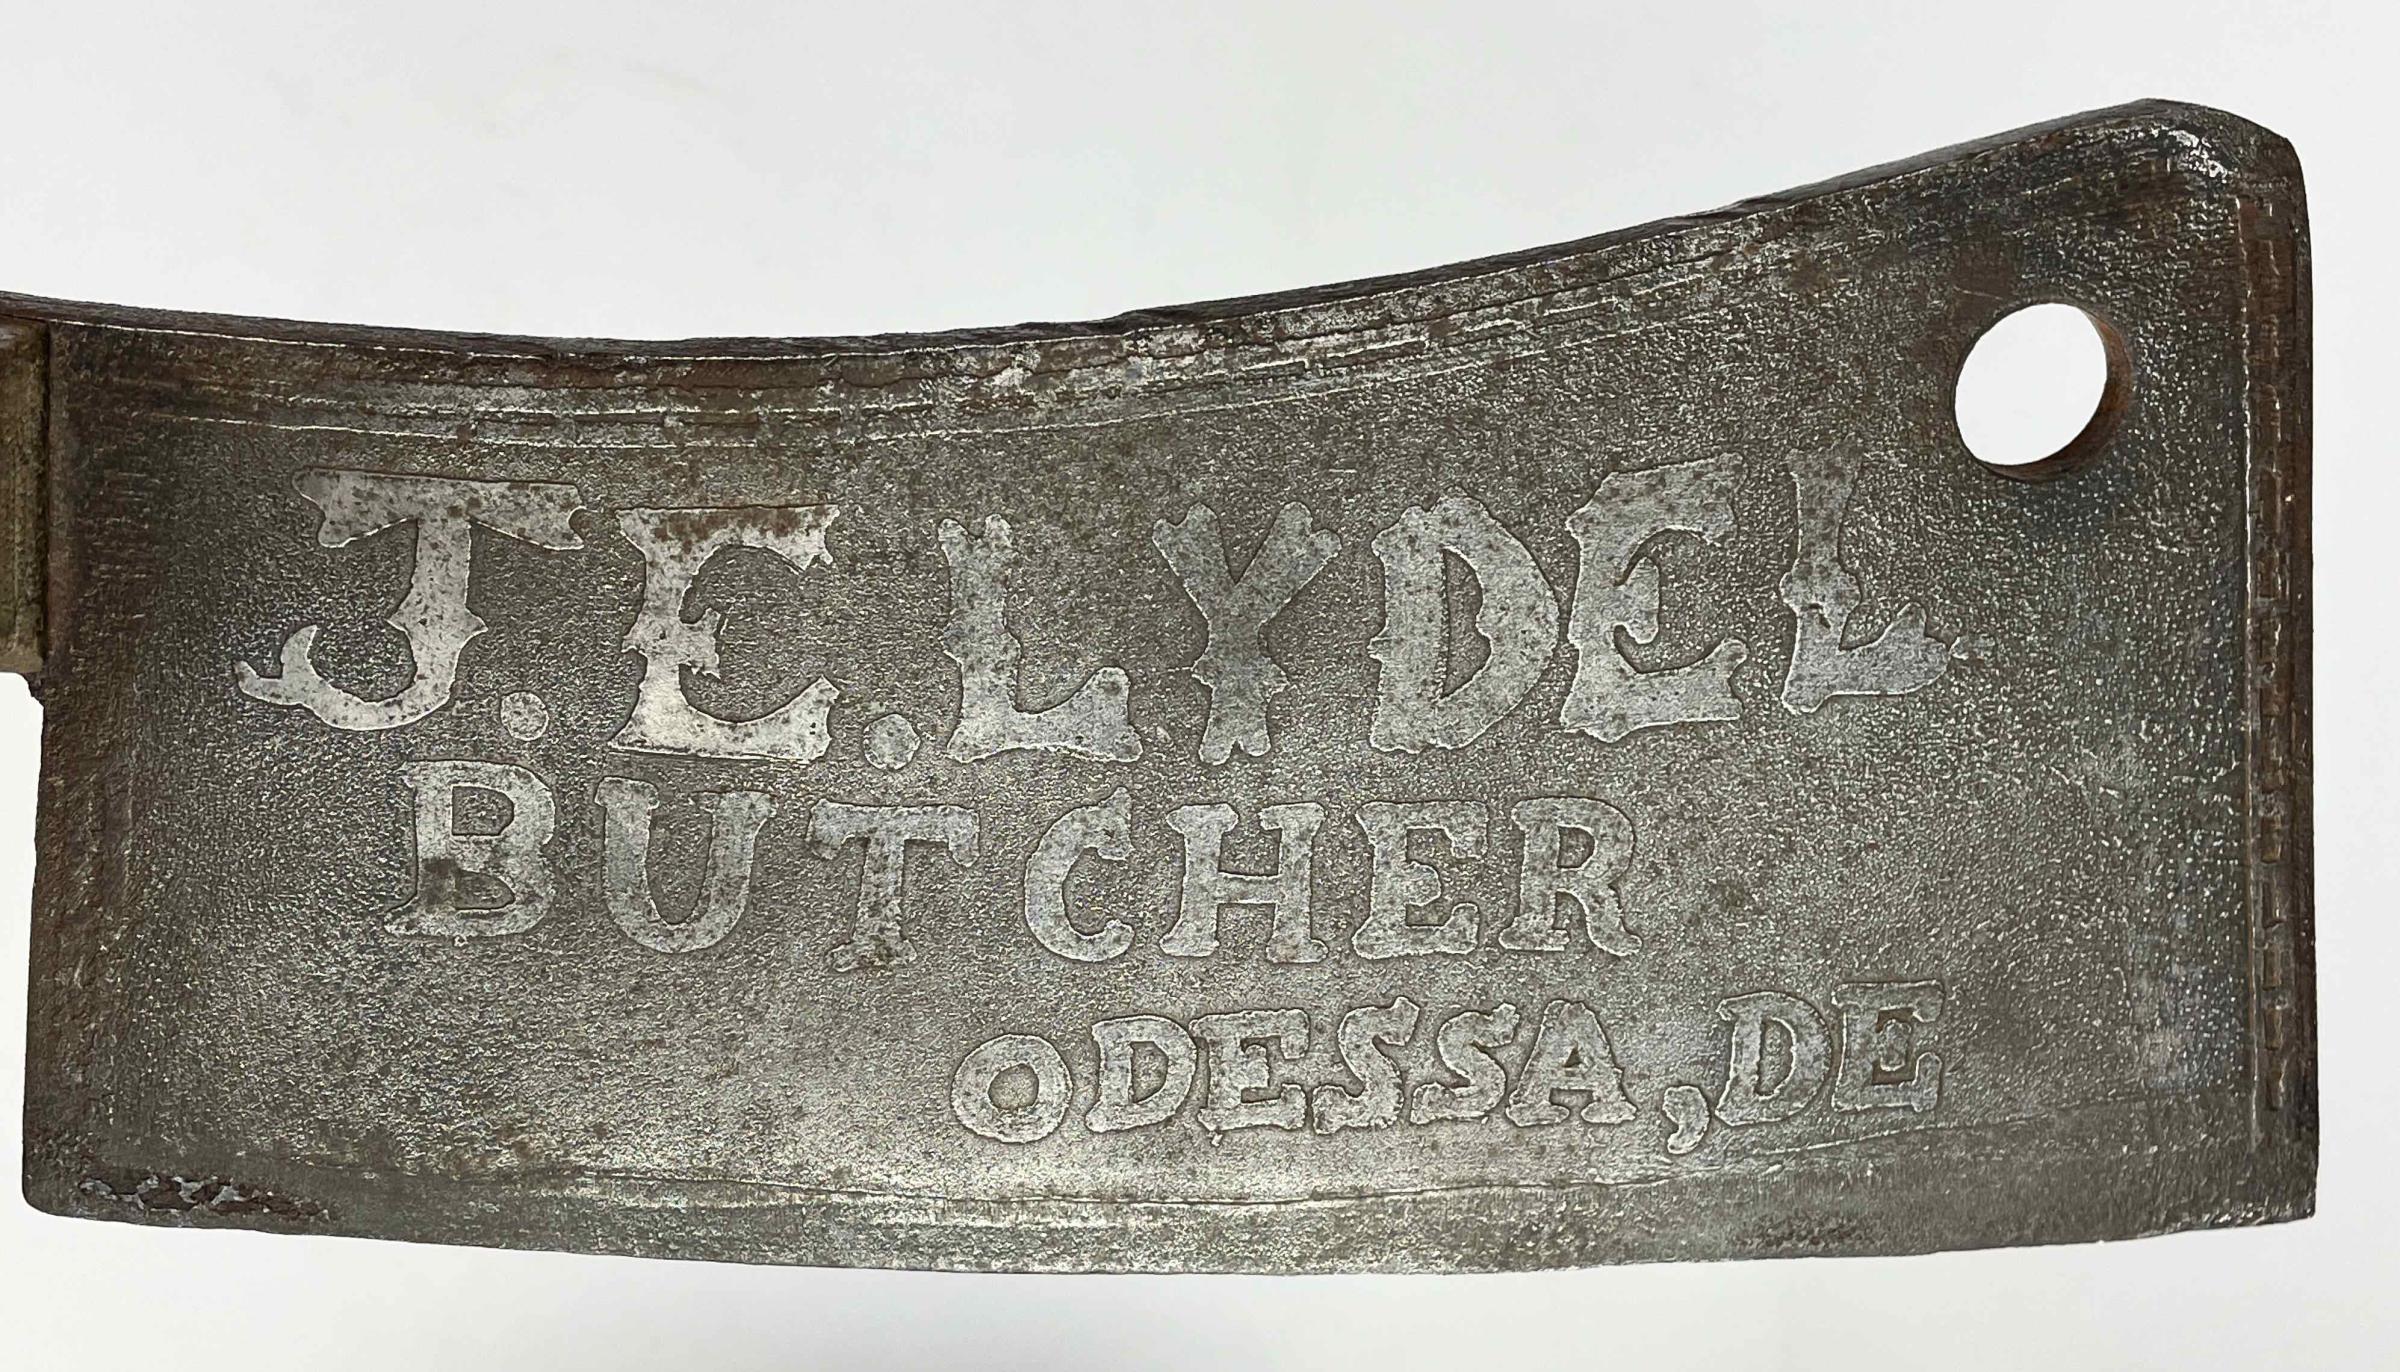 J.E.LYDEL
BUTCHER
ODESSA, DE